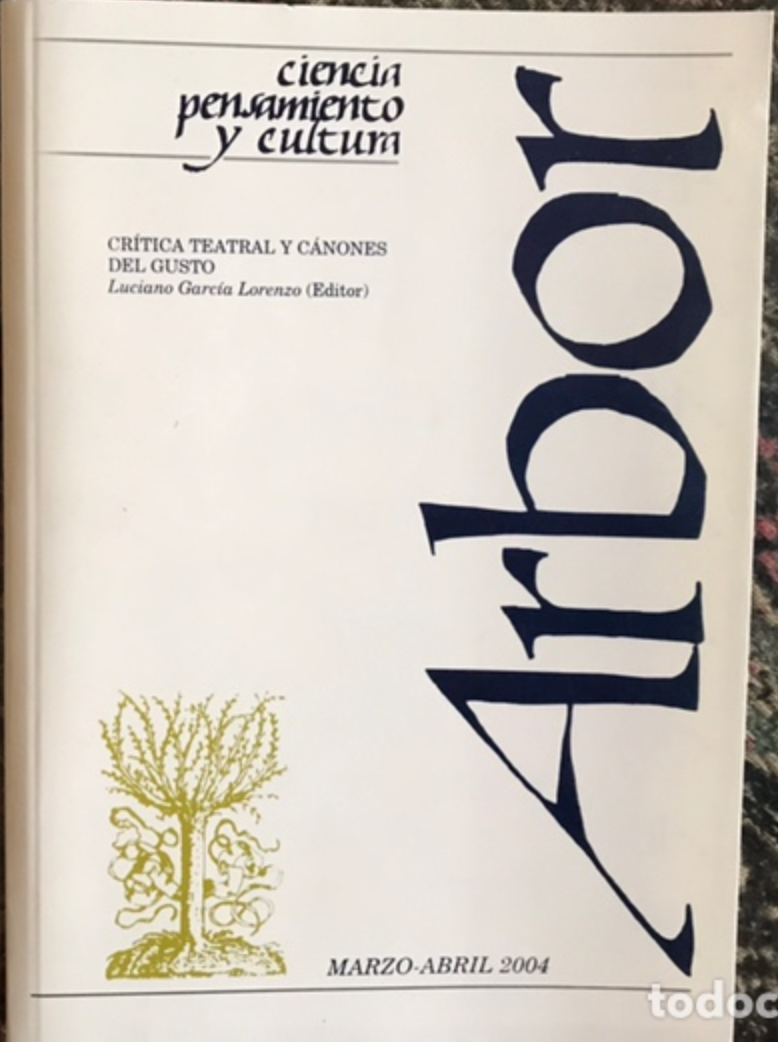 ciencia
pensamiento
y cultura
CRÍTICA TEATRAL Y CÁNONES
DEL GUSTO
Luciano García Lorenzo (Editor)
Arbor
MARZO-ABRIL 2004
todoc